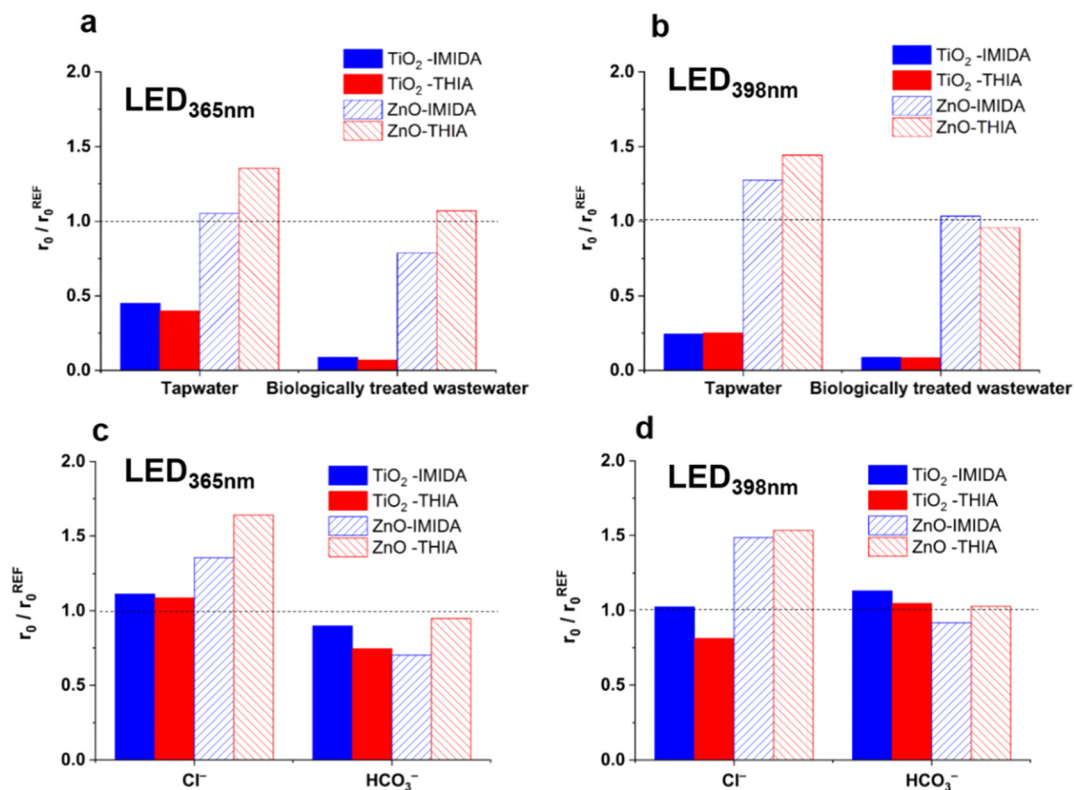 a
TiO₂ -IMIDA
TiO₂ -THIA
ZnO-IMIDA
ZnO-THIA
LED₃₆₅ₙₘ
2.0
1.5
1.0
0.5
0.0
r₀ / r₀ᴿᴱᶠ
Tapwater
Biologically treated wastewater
b
TiO₂ -IMIDA
TiO₂ -THIA
ZnO-IMIDA
ZnO-THIA
LED₃₉₈ₙₘ
2.0
1.5
1.0
0.5
0.0
r₀ / r₀ᴿᴱᶠ
Tapwater
Biologically treated wastewater
c
TiO₂ -IMIDA
TiO₂ -THIA
ZnO-IMIDA
ZnO -THIA
LED₃₆₅ₙₘ
2.0
1.5
1.0
0.5
0.0
r₀ / r₀ᴿᴱᶠ
Cl⁻
HCO₃⁻
d
TiO₂ -IMIDA
TiO₂ -THIA
ZnO-IMIDA
ZnO -THIA
LED₃₉₈ₙₘ
2.0
1.5
1.0
0.5
0.0
r₀ / r₀ᴿᴱᶠ
Cl⁻
HCO₃⁻